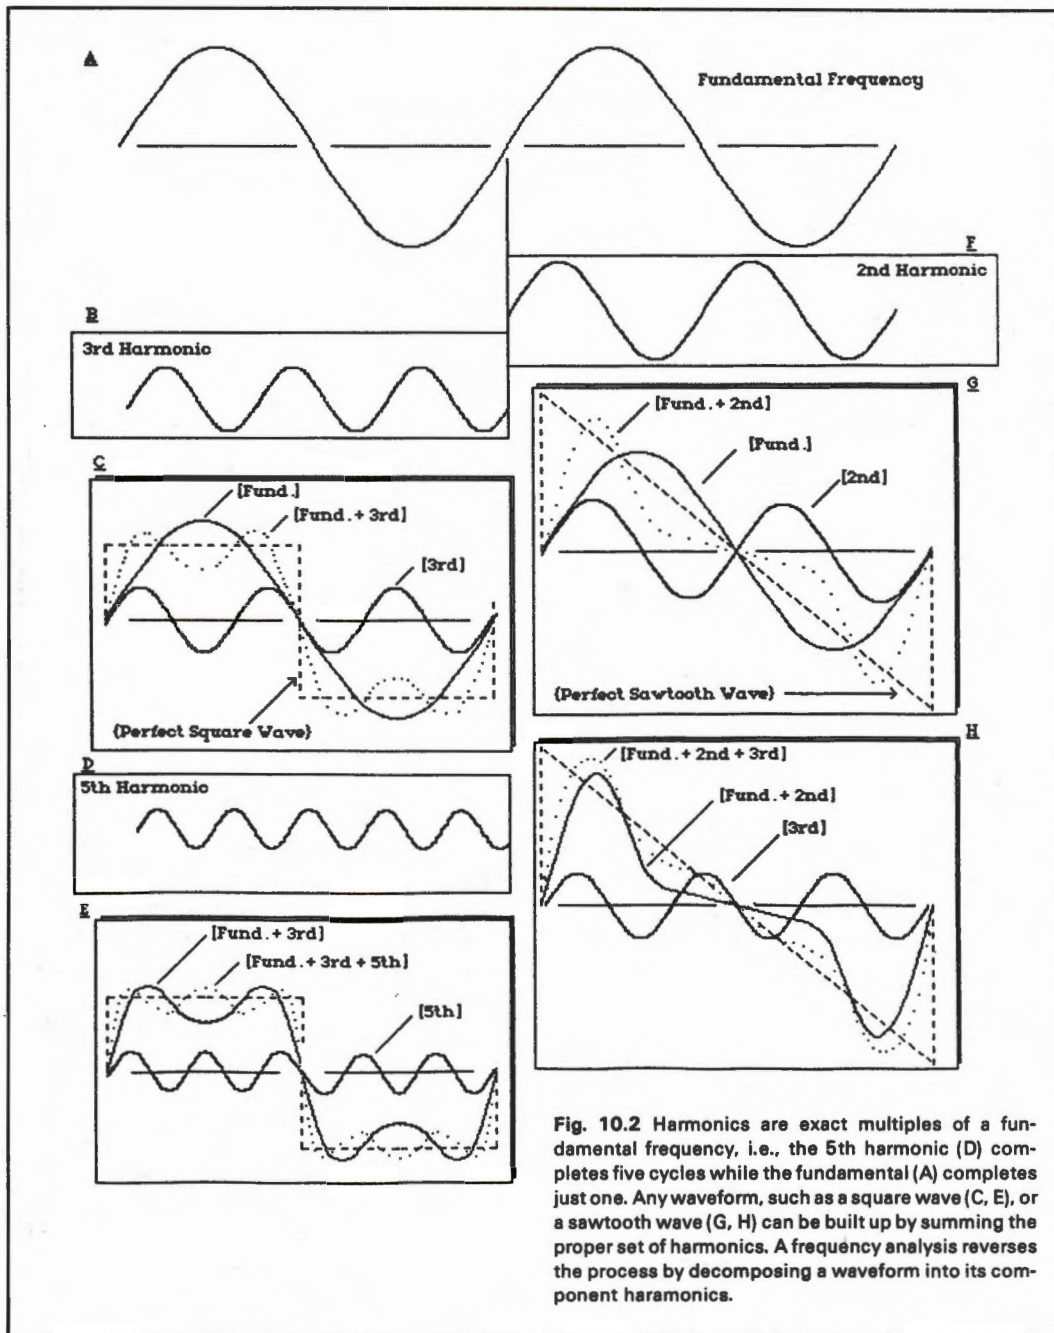 A
Fundamental Frequency
F
2nd Harmonic
B
3rd Harmonic
G
[Fund. + 2nd]
[Fund.]
[2nd]
{Perfect Sawtooth Wave}
C
[Fund.]
[Fund. + 3rd]
[3rd]
{Perfect Square Wave}
D
5th Harmonic
H
[Fund. + 2nd + 3rd]
[Fund. + 2nd]
[3rd]
E
[Fund. + 3rd]
[Fund. + 3rd + 5th]
[5th]
Fig. 10.2 Harmonics are exact multiples of a fun-
damental frequency, i.e., the 5th harmonic (D) com-
pletes five cycles while the fundamental (A) completes
just one. Any waveform, such as a square wave (C, E), or
a sawtooth wave (G, H) can be built up by summing the
proper set of harmonics. A frequency analysis reverses
the process by decomposing a waveform into its com-
ponent haramonics.